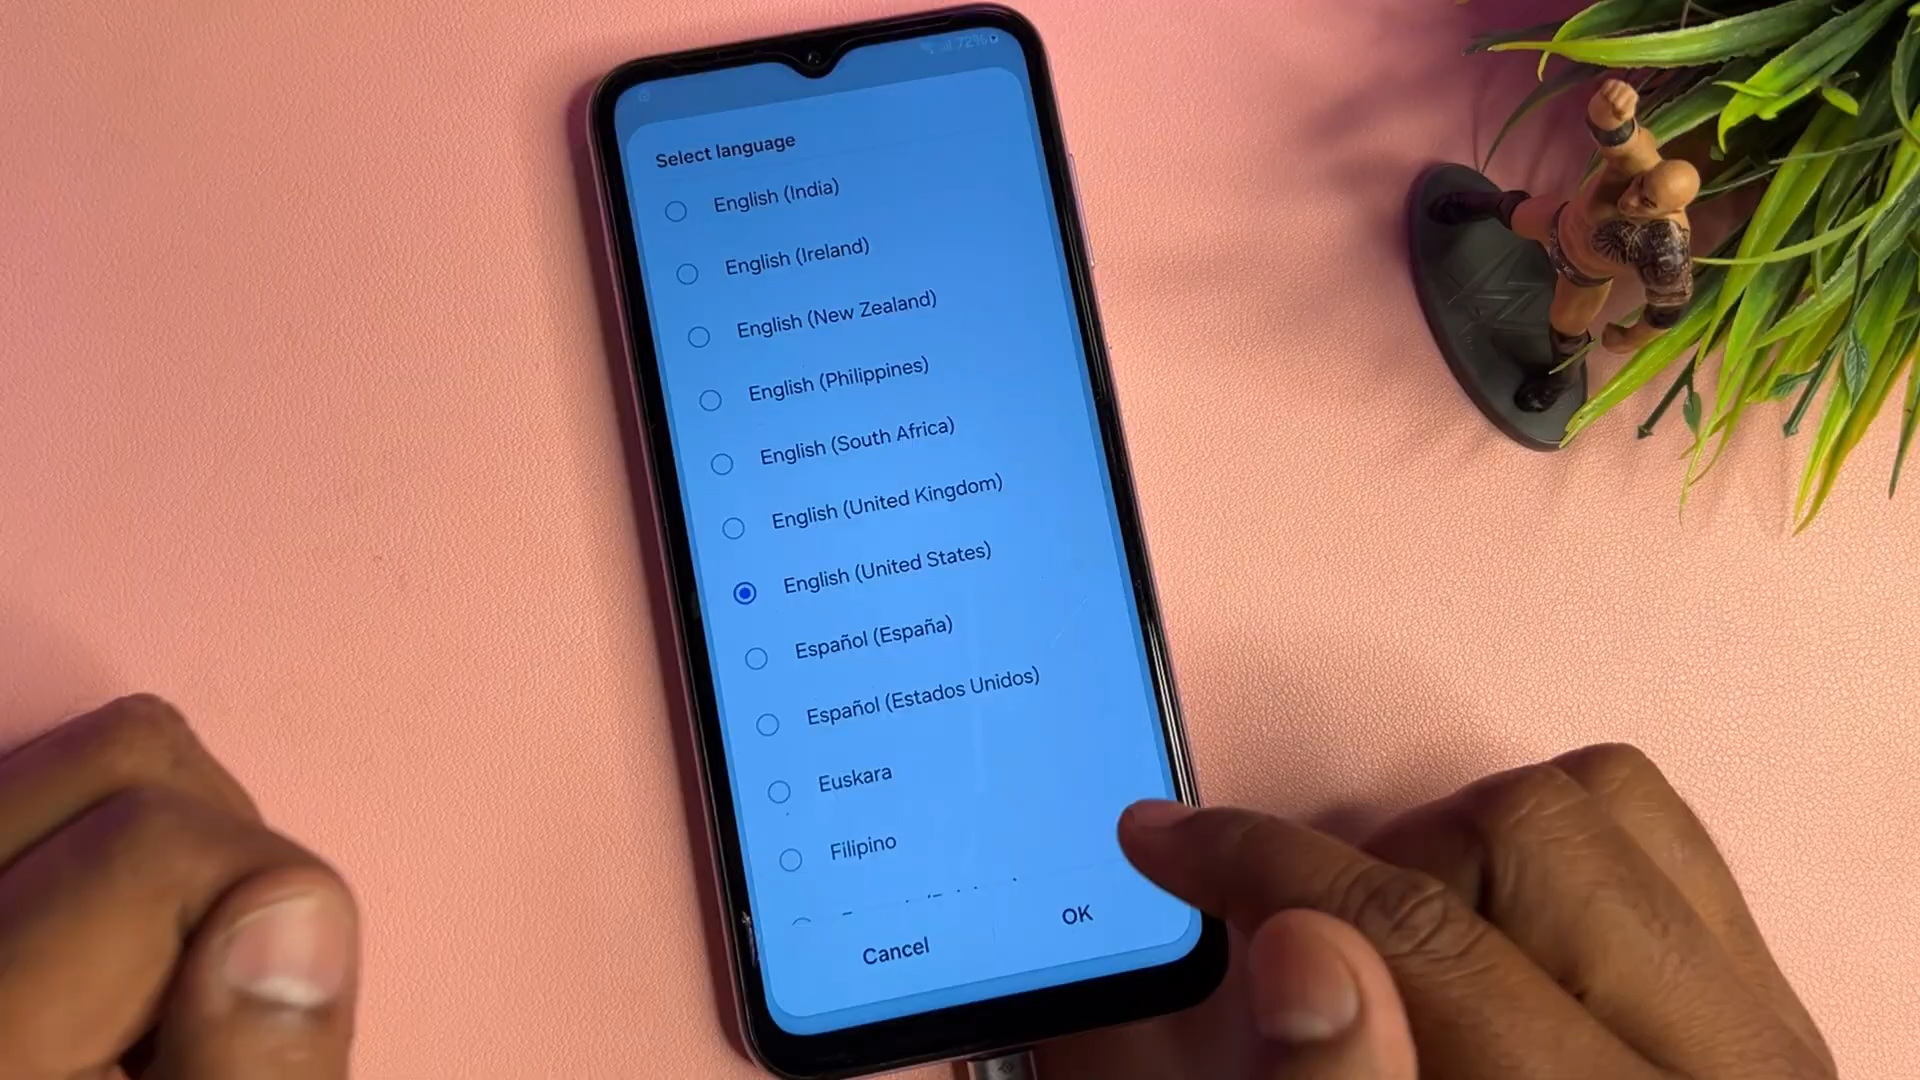 72%
Select language
English (India)
English (Ireland)
English (New Zealand)
English (Philippines)
English (South Africa)
English (United Kingdom)
English (United States)
Español (España)
Español (Estados Unidos)
Euskara
Filipino
Cancel
OK